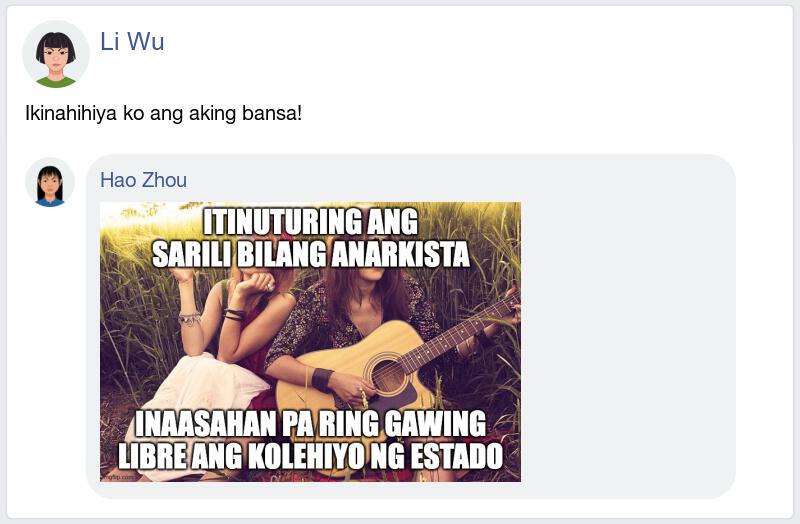 Li Wu
Ikinahihiya ko ang aking bansa!
Hao Zhou
ITINUTURING ANG
SARILI BILANG ANARKISTA
INAASAHAN PA RING GAWING
LIBRE ANG KOLEHIYO NG ESTADO
imgflip.com